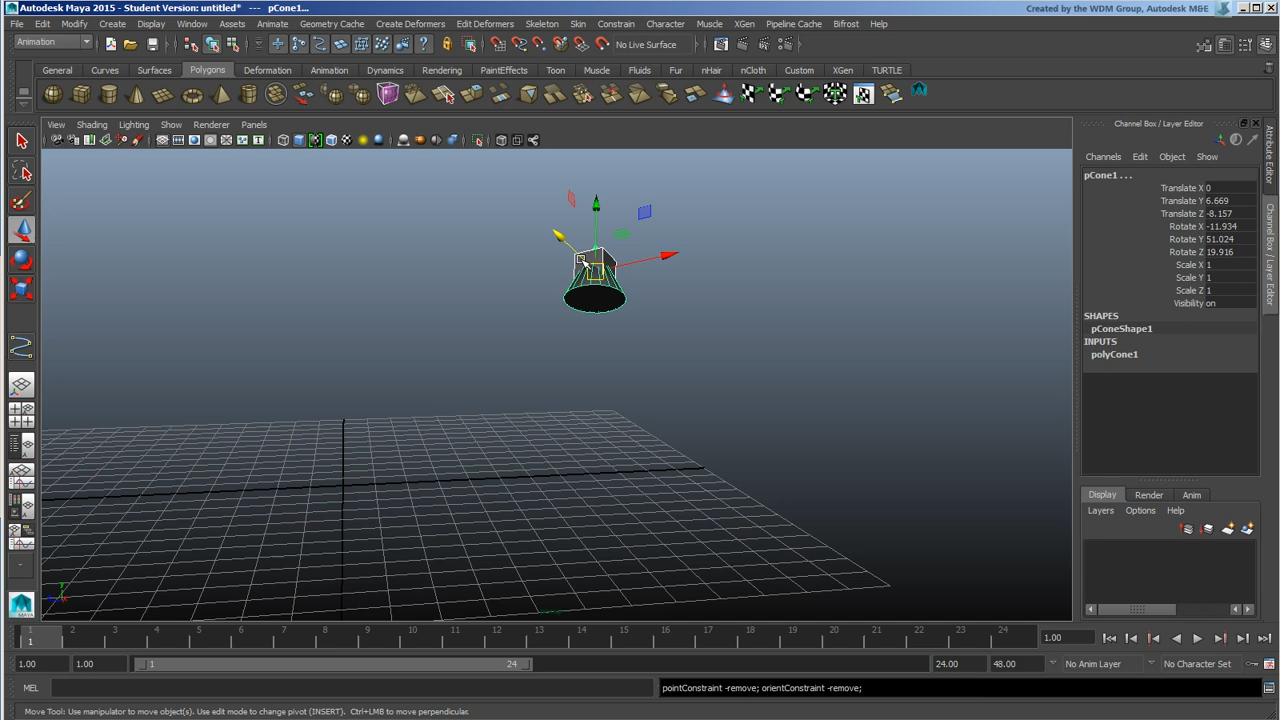 Autodesk Maya 2015 - Student Version: untitled*   ---   pCone1...
Created by the WDM Group, Autodesk M&E
File Edit Modify Create Display Window Assets Animate Geometry Cache Create Deformers Edit Deformers Skeleton Skin Constrain Character Muscle XGen Pipeline Cache Bifrost Help
Animation
No Live Surface
General Curves Surfaces Polygons Deformation Animation Dynamics Rendering PaintEffects Toon Muscle Fluids Fur nHair nCloth Custom XGen TURTLE
View Shading Lighting Show Renderer Panels
Channel Box / Layer Editor
Channels Edit Object Show
pCone1 ...
Translate X 0
Translate Y 6.669
Translate Z -8.157
Rotate X -11.934
Rotate Y 51.024
Rotate Z 19.916
Scale X 1
Scale Y 1
Scale Z 1
Visibility on
SHAPES
pConeShape1
INPUTS
polyCone1
Attribute Editor
Channel Box / Layer Editor
Display Render Anim
Layers Options Help
MAYA
1 2 3 4 5 6 7 8 9 10 11 12 13 14 15 16 17 18 19 20 21 22 23 24
1
1.00
1.00 1.00 1 24 24.00 48.00 No Anim Layer No Character Set
MEL
pointConstraint -remove; orientConstraint -remove;
Move Tool: Use manipulator to move object(s). Use edit mode to change pivot (INSERT).  Ctrl+LMB to move perpendicular.